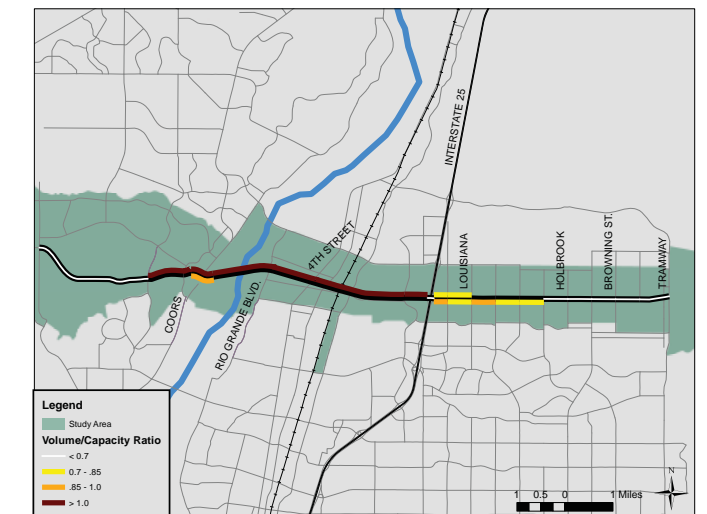 INTERSTATE 25
4TH STREET
LOUISIANA
HOLBROOK
BROWNING ST.
TRAMWAY
COORS
RIO GRANDE BLVD.
Legend
Study Area
Volume/Capacity Ratio
< 0.7
0.7 - .85
.85 - 1.0
> 1.0
N
1 0.5 0 1 Miles